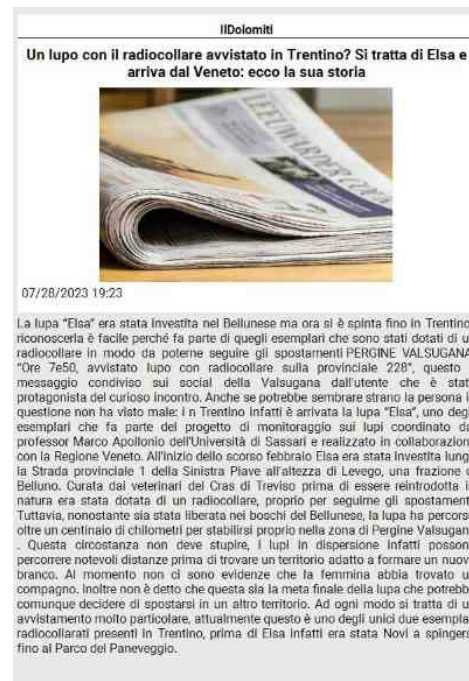 IlDolomiti
Un lupo con il radiocollare avvistato in Trentino? Si tratta di Elsa e
arriva dal Veneto: ecco la sua storia
LEEUWARDER COUR
07/28/2023 19:23
La lupa "Elsa" era stata investita nel Bellunese ma ora si è spinta fino in Trentino
riconoscerla è facile perché fa parte di quegli esemplari che sono stati dotati di u
radiocollare in modo da poterne seguire gli spostamenti PERGINE VALSUGANA
"Ore 7e50, avvistato lupo con radiocollare sulla provinciale 228", questo
messaggio condiviso sui social della Valsugana dall'utente che è stat
protagonista del curioso incontro. Anche se potrebbe sembrare strano la persona i
questione non ha visto male: i n Trentino infatti è arrivata la lupa "Elsa", uno degl
esemplari che fa parte del progetto di monitoraggio sui lupi coordinato da
professor Marco Apollonio dell'Università di Sassari e realizzato in collaborazion
con la Regione Veneto. All'inizio dello scorso febbraio Elsa era stata investita lung
la Strada provinciale 1 della Sinistra Piave all'altezza di Levego, una frazione d
Belluno. Curata dai veterinari del Cras di Treviso prima di essere reintrodotta i
natura era stata dotata di un radiocollare, proprio per seguirne gli spostament
Tuttavia, nonostante sia stata liberata nei boschi del Bellunese, la lupa ha percors
oltre un centinaio di chilometri per stabilirsi proprio nella zona di Pergine Valsugan
. Questa circostanza non deve stupire, i lupi in dispersione infatti posson
percorrere notevoli distanze prima di trovare un territorio adatto a formare un nuov
branco. Al momento non ci sono evidenze che la femmina abbia trovato u
compagno. Inoltre non è detto che questa sia la meta finale della lupa che potrebb
comunque decidere di spostarsi in un altro territorio. Ad ogni modo si tratta di u
avvistamento molto particolare, attualmente questo è uno degli unici due esempla
radiocollarati presenti in Trentino, prima di Elsa infatti era stata Novi a spingers
fino al Parco del Paneveggio.